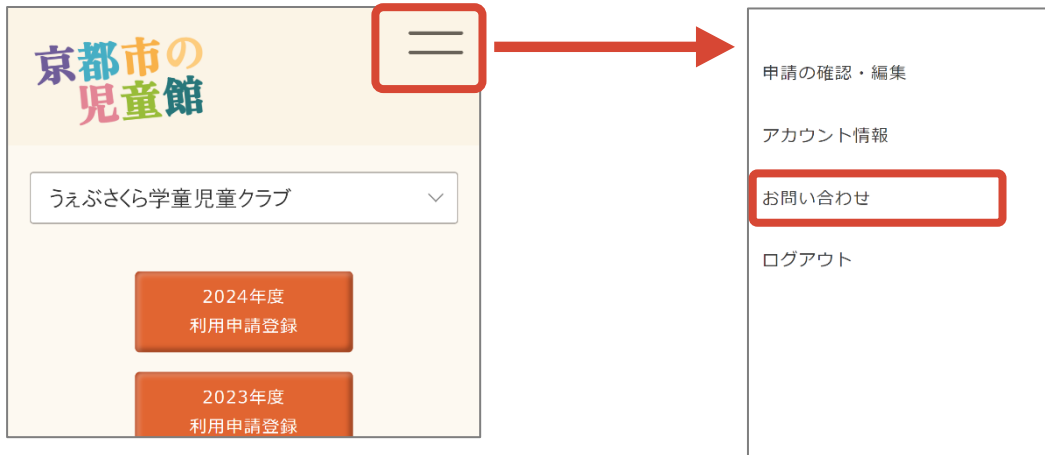 京都市の
児童館
うぇぶさくら学童児童クラブ
2024年度
利用申請登録
2023年度
利用申請登録
申請の確認・編集
アカウント情報
お問い合わせ
ログアウト